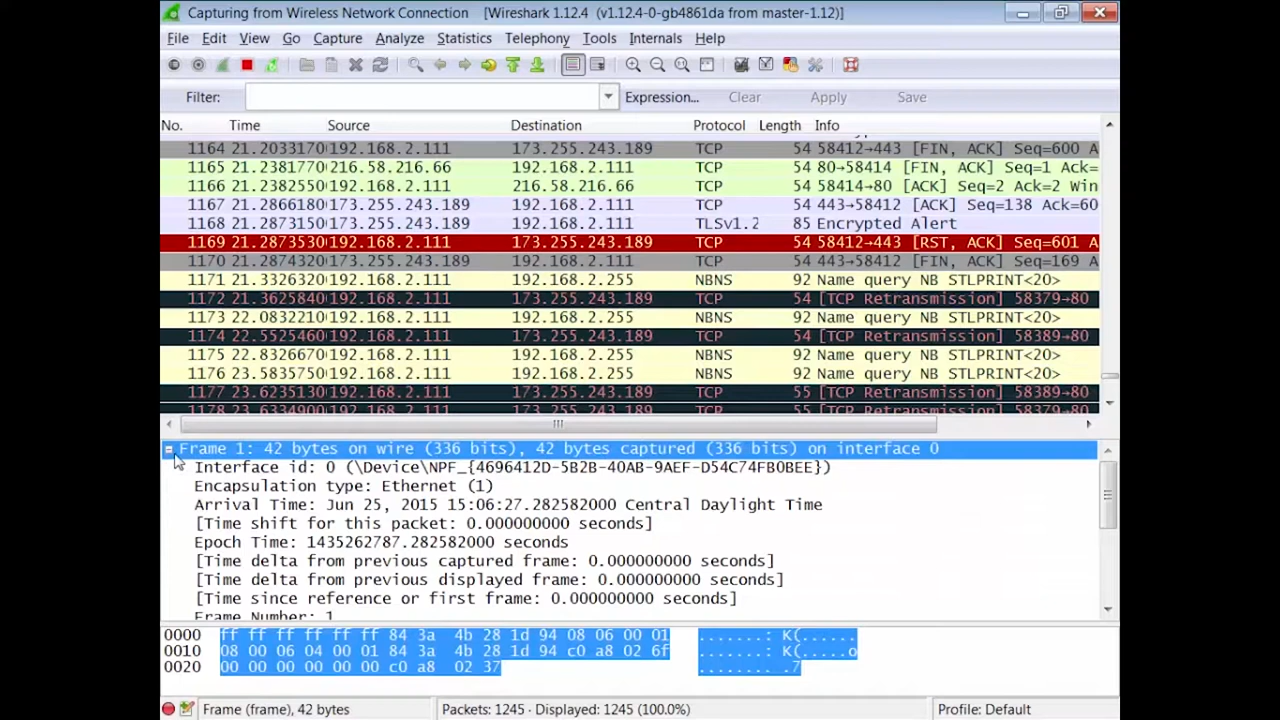 Capturing from Wireless Network Connection [Wireshark 1.12.4 (v1.12.4-0-gb4861da from master-1.12)]
File Edit View Go Capture Analyze Statistics Telephony Tools Internals Help
Filter: Expression... Clear Apply Save
No. Time Source Destination Protocol Length Info
1164 21.2033170 192.168.2.111 173.255.243.189 TCP 54 58412→443 [FIN, ACK] Seq=600 A
1165 21.2381770 216.58.216.66 192.168.2.111 TCP 54 80→58414 [FIN, ACK] Seq=1 Ack=
1166 21.2382550 192.168.2.111 216.58.216.66 TCP 54 58414→80 [ACK] Seq=2 Ack=2 Win
1167 21.2866180 173.255.243.189 192.168.2.111 TCP 54 443→58412 [ACK] Seq=138 Ack=60
1168 21.2873150 173.255.243.189 192.168.2.111 TLSv1.2 85 Encrypted Alert
1169 21.2873530 192.168.2.111 173.255.243.189 TCP 54 58412→443 [RST, ACK] Seq=601 A
1170 21.2874320 173.255.243.189 192.168.2.111 TCP 54 443→58412 [FIN, ACK] Seq=169 A
1171 21.3326320 192.168.2.111 192.168.2.255 NBNS 92 Name query NB STLPRINT<20>
1172 21.3625840 192.168.2.111 173.255.243.189 TCP 54 [TCP Retransmission] 58379→80
1173 22.0832210 192.168.2.111 192.168.2.255 NBNS 92 Name query NB STLPRINT<20>
1174 22.5525460 192.168.2.111 173.255.243.189 TCP 54 [TCP Retransmission] 58389→80
1175 22.8326670 192.168.2.111 192.168.2.255 NBNS 92 Name query NB STLPRINT<20>
1176 23.5835750 192.168.2.111 192.168.2.255 NBNS 92 Name query NB STLPRINT<20>
1177 23.6235130 192.168.2.111 173.255.243.189 TCP 55 [TCP Retransmission] 58389→80
1178 23.6334900 192.168.2.111 173.255.243.189 TCP 55 [TCP Retransmission] 58379→80
Frame 1: 42 bytes on wire (336 bits), 42 bytes captured (336 bits) on interface 0
Interface id: 0 (\Device\NPF_{4696412D-5B2B-40AB-9AEF-D54C74FB0BEE})
Encapsulation type: Ethernet (1)
Arrival Time: Jun 25, 2015 15:06:27.282582000 Central Daylight Time
[Time shift for this packet: 0.000000000 seconds]
Epoch Time: 1435262787.282582000 seconds
[Time delta from previous captured frame: 0.000000000 seconds]
[Time delta from previous displayed frame: 0.000000000 seconds]
[Time since reference or first frame: 0.000000000 seconds]
Frame Number: 1
0000 ff ff ff ff ff ff 84 3a 4b 28 1d 94 08 06 00 01 .......: K(......
0010 08 00 06 04 00 01 84 3a 4b 28 1d 94 c0 a8 02 6f .......: K(.....o
0020 00 00 00 00 00 00 c0 a8 02 37 ........ .7
Frame (frame), 42 bytes Packets: 1245 · Displayed: 1245 (100.0%) Profile: Default